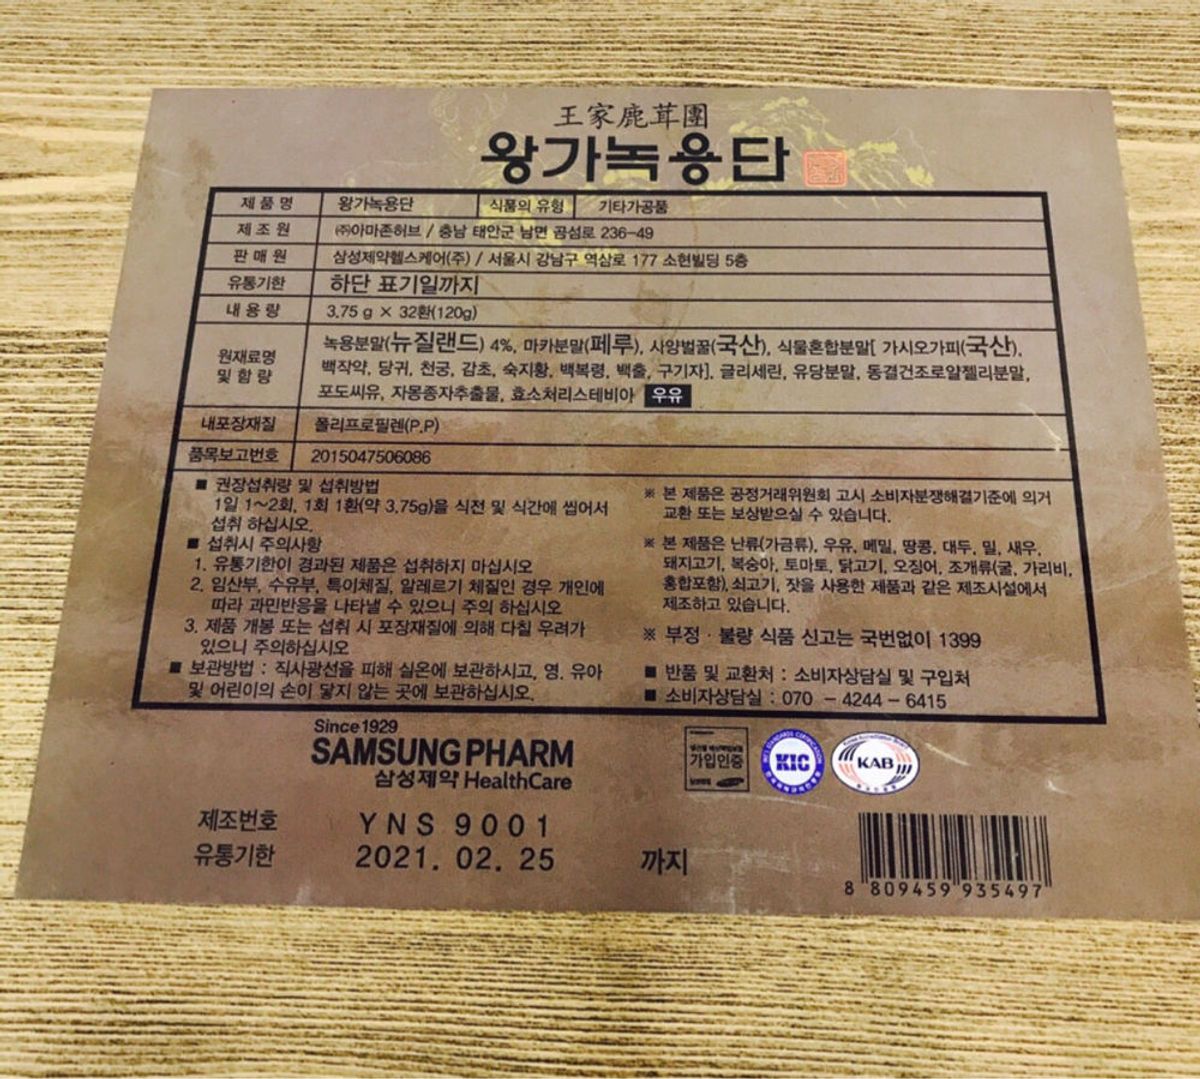 王家鹿茸團
왕가녹용단
제 품 명 왕가녹용단 식품의 유형 기타가공품
제 조 원 ㈜아마존허브 / 충남 태안군 남면 곰섬로 236-49
판 매 원 삼성제약헬스케어(주) / 서울시 강남구 역삼로 177 소현빌딩 5층
유통기한 하단 표기일까지
내 용 량 3.75 g × 32환(120g)
원재료명 및 함 량
녹용분말(뉴질랜드) 4%, 마카분말(페루), 사양벌꿀(국산), 식물혼합분말[ 가시오가피(국산),
백작약, 당귀, 천궁, 감초, 숙지황, 백복령, 백출, 구기자], 글리세린, 유당분말, 동결건조로얄젤리분말,
포도씨유, 자몽종자추출물, 효소처리스테비아 우유
내포장재질 폴리프로필렌(P.P)
품목보고번호 2015047506086
■ 권장섭취량 및 섭취방법
1일 1~2회, 1회 1환(약 3.75g)을 식전 및 식간에 씹어서
섭취 하십시오.
■ 섭취시 주의사항
1. 유통기한이 경과된 제품은 섭취하지 마십시오
2. 임산부, 수유부, 특이체질, 알레르기 체질인 경우 개인에
따라 과민반응을 나타낼 수 있으니 주의 하십시오
3. 제품 개봉 또는 섭취 시 포장재질에 의해 다칠 우려가
있으니 주의하십시오
■ 보관방법 : 직사광선을 피해 실온에 보관하시고, 영. 유아
및 어린이의 손이 닿지 않는 곳에 보관하십시오.
※ 본 제품은 공정거래위원회 고시 소비자분쟁해결기준에 의거
교환 또는 보상받으실 수 있습니다.
※ 본 제품은 난류(가금류), 우유, 메밀, 땅콩, 대두, 밀, 새우,
돼지고기, 복숭아, 토마토, 닭고기, 오징어, 조개류(굴, 가리비,
홍합포함), 쇠고기, 잣을 사용한 제품과 같은 제조시설에서
제조하고 있습니다.
※ 부정 · 불량 식품 신고는 국번없이 1399
■ 반품 및 교환처 : 소비자상담실 및 구입처
■ 소비자상담실 : 070 - 4244 - 6415
Since 1929
SAMSUNG PHARM
삼성제약 HealthCare
가입인증
KIC
KAB
제조번호 YNS 9001
유통기한 2021. 02. 25 까지
8 809459 935497